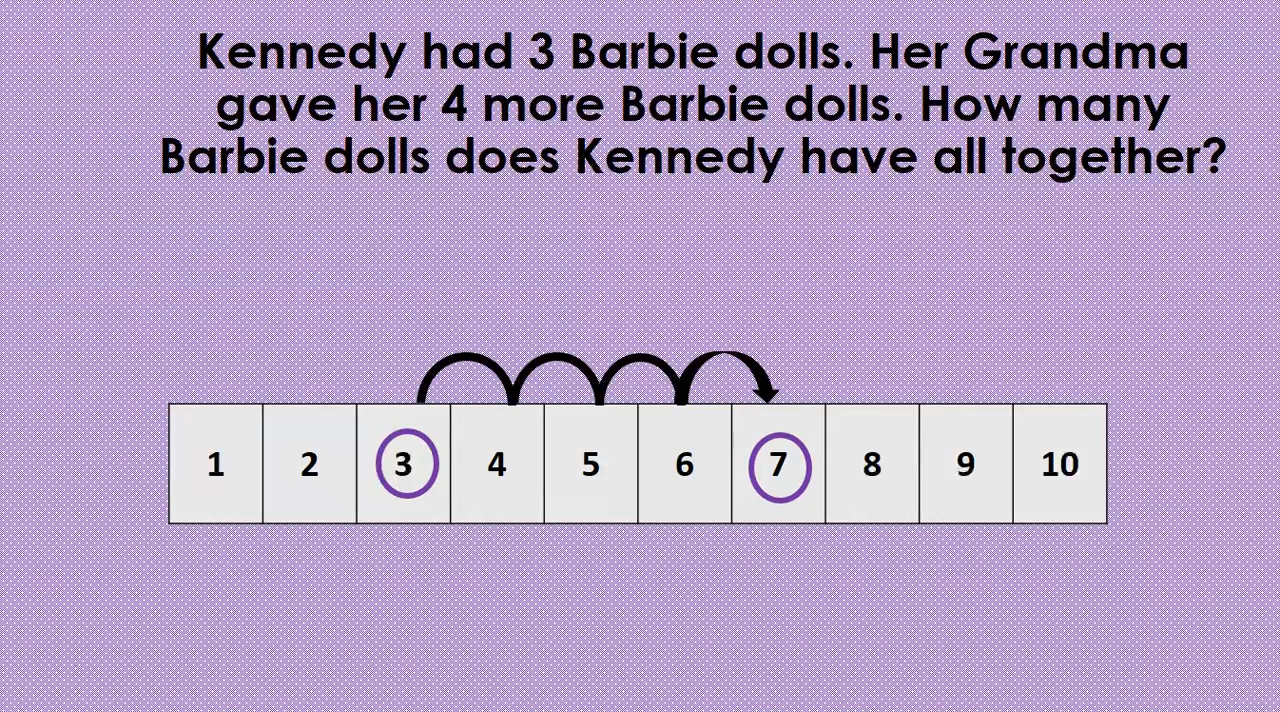 Kennedy had 3 Barbie dolls. Her Grandma
gave her 4 more Barbie dolls. How many
Barbie dolls does Kennedy have all together?
1 2 3 4 5 6 7 8 9 10